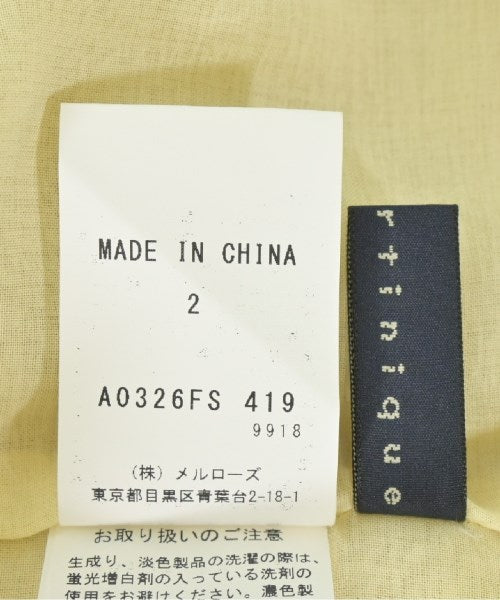 MADE IN CHINA
2
A0326FS 419
9918
(株) メルローズ
東京都目黒区青葉台2-18-1
お取り扱いのご注意
生成り、淡色製品の洗濯の際は、
蛍光増白剤の入っている洗剤の
使用をお避けください。濃色製
rtinique